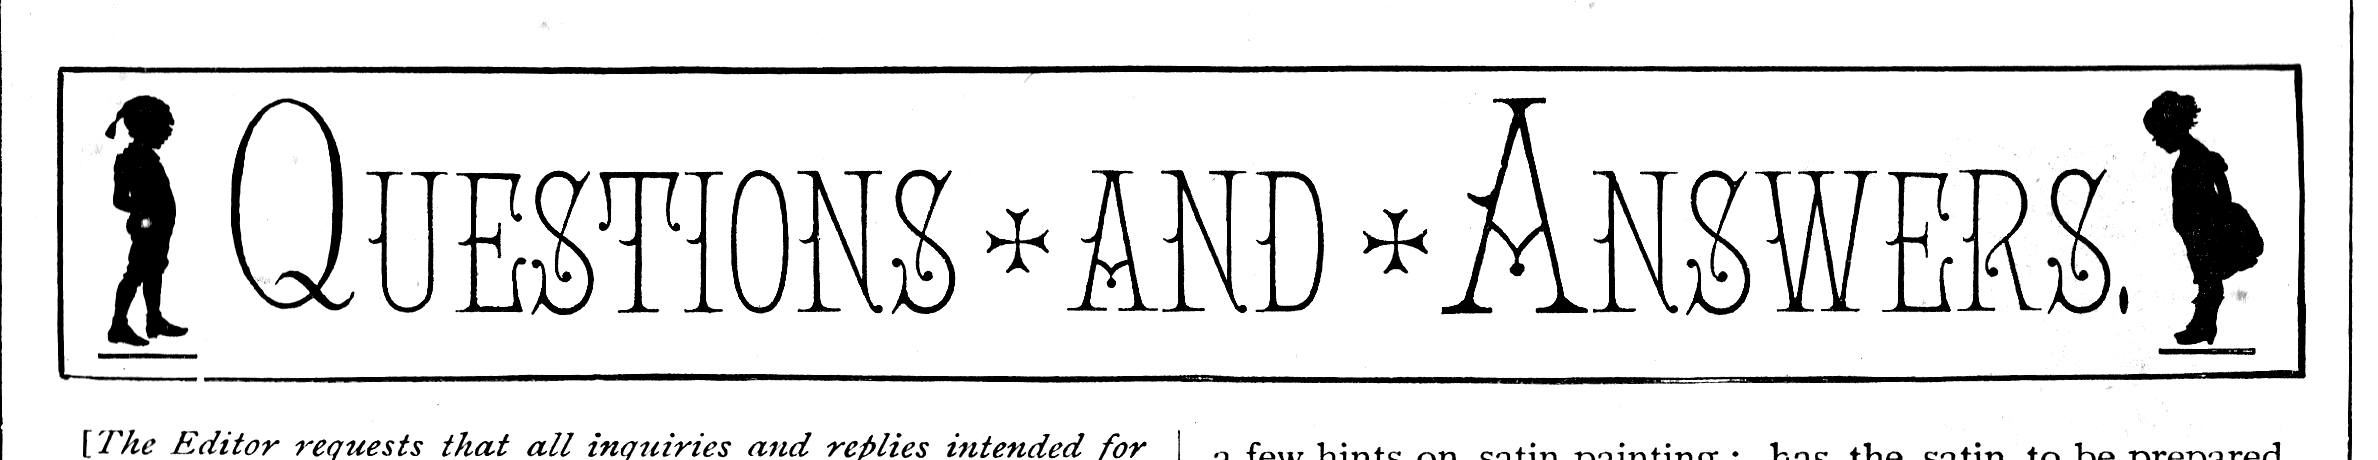 QUESTIONS AND ANSWERS.
[The Editor requests that all inquiries and replies intended for
a few hints on satin painting; has the satin to be prepared